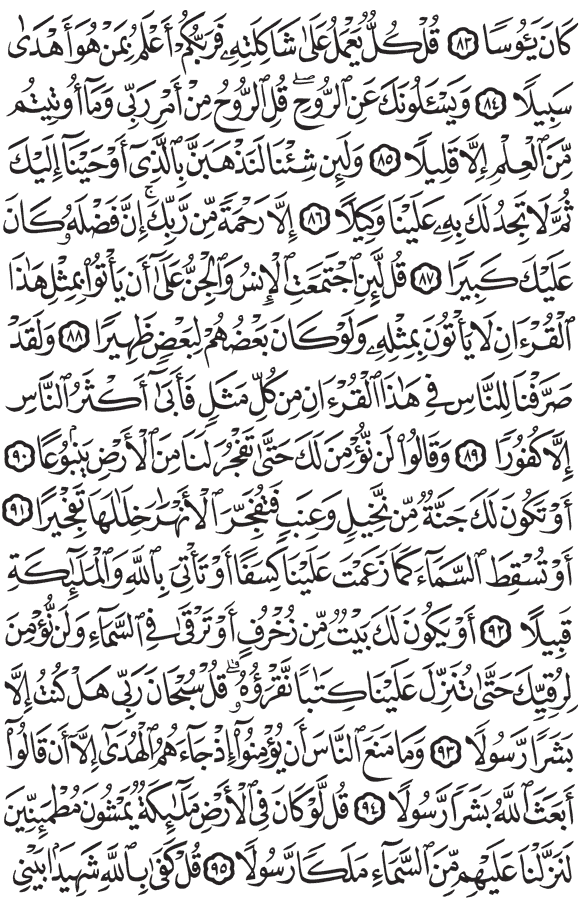 كَانَ يَـُٔوسًا ٨٣ قُلْ كُلٌّ يَعْمَلُ عَلَىٰ شَاكِلَتِهِۦ فَرَبُّكُمْ أَعْلَمُ بِمَنْ هُوَ أَهْدَىٰ
سَبِيلًا ٨٤ وَيَسْـَٔلُونَكَ عَنِ ٱلرُّوحِ ۖ قُلِ ٱلرُّوحُ مِنْ أَمْرِ رَبِّى وَمَآ أُوتِيتُم
مِّنَ ٱلْعِلْمِ إِلَّا قَلِيلًا ٨٥ وَلَئِن شِئْنَا لَنَذْهَبَنَّ بِٱلَّذِىٓ أَوْحَيْنَآ إِلَيْكَ
ثُمَّ لَا تَجِدُ لَكَ بِهِۦ عَلَيْنَا وَكِيلًا ٨٦ إِلَّا رَحْمَةً مِّن رَّبِّكَ ۚ إِنَّ فَضْلَهُۥ كَانَ
عَلَيْكَ كَبِيرًا ٨٧ قُل لَّئِنِ ٱجْتَمَعَتِ ٱلْإِنسُ وَٱلْجِنُّ عَلَىٰٓ أَن يَأْتُوا۟ بِمِثْلِ هَٰذَا
ٱلْقُرْءَانِ لَا يَأْتُونَ بِمِثْلِهِۦ وَلَوْ كَانَ بَعْضُهُمْ لِبَعْضٍ ظَهِيرًا ٨٨ وَلَقَدْ
صَرَّفْنَا لِلنَّاسِ فِى هَٰذَا ٱلْقُرْءَانِ مِن كُلِّ مَثَلٍ فَأَبَىٰٓ أَكْثَرُ ٱلنَّاسِ
إِلَّا كُفُورًا ٨٩ وَقَالُوا۟ لَن نُّؤْمِنَ لَكَ حَتَّىٰ تَفْجُرَ لَنَا مِنَ ٱلْأَرْضِ يَنۢبُوعًا ٩٠
أَوْ تَكُونَ لَكَ جَنَّةٌ مِّن نَّخِيلٍ وَعِنَبٍ فَتُفَجِّرَ ٱلْأَنْهَٰرَ خِلَٰلَهَا تَفْجِيرًا ٩١
أَوْ تُسْقِطَ ٱلسَّمَآءَ كَمَا زَعَمْتَ عَلَيْنَا كِسَفًا أَوْ تَأْتِىَ بِٱللَّهِ وَٱلْمَلَٰٓئِكَةِ
قَبِيلًا ٩٢ أَوْ يَكُونَ لَكَ بَيْتٌ مِّن زُخْرُفٍ أَوْ تَرْقَىٰ فِى ٱلسَّمَآءِ وَلَن نُّؤْمِنَ
لِرُقِيِّكَ حَتَّىٰ تُنَزِّلَ عَلَيْنَا كِتَٰبًا نَّقْرَؤُهُۥ ۗ قُلْ سُبْحَانَ رَبِّى هَلْ كُنتُ إِلَّا
بَشَرًا رَّسُولًا ٩٣ وَمَا مَنَعَ ٱلنَّاسَ أَن يُؤْمِنُوٓا۟ إِذْ جَآءَهُمُ ٱلْهُدَىٰٓ إِلَّآ أَن قَالُوٓا۟
أَبَعَثَ ٱللَّهُ بَشَرًا رَّسُولًا ٩٤ قُل لَّوْ كَانَ فِى ٱلْأَرْضِ مَلَٰٓئِكَةٌ يَمْشُونَ مُطْمَئِنِّينَ
لَنَزَّلْنَا عَلَيْهِم مِّنَ ٱلسَّمَآءِ مَلَكًا رَّسُولًا ٩٥ قُلْ كَفَىٰ بِٱللَّهِ شَهِيدًۢا بَيْنِى